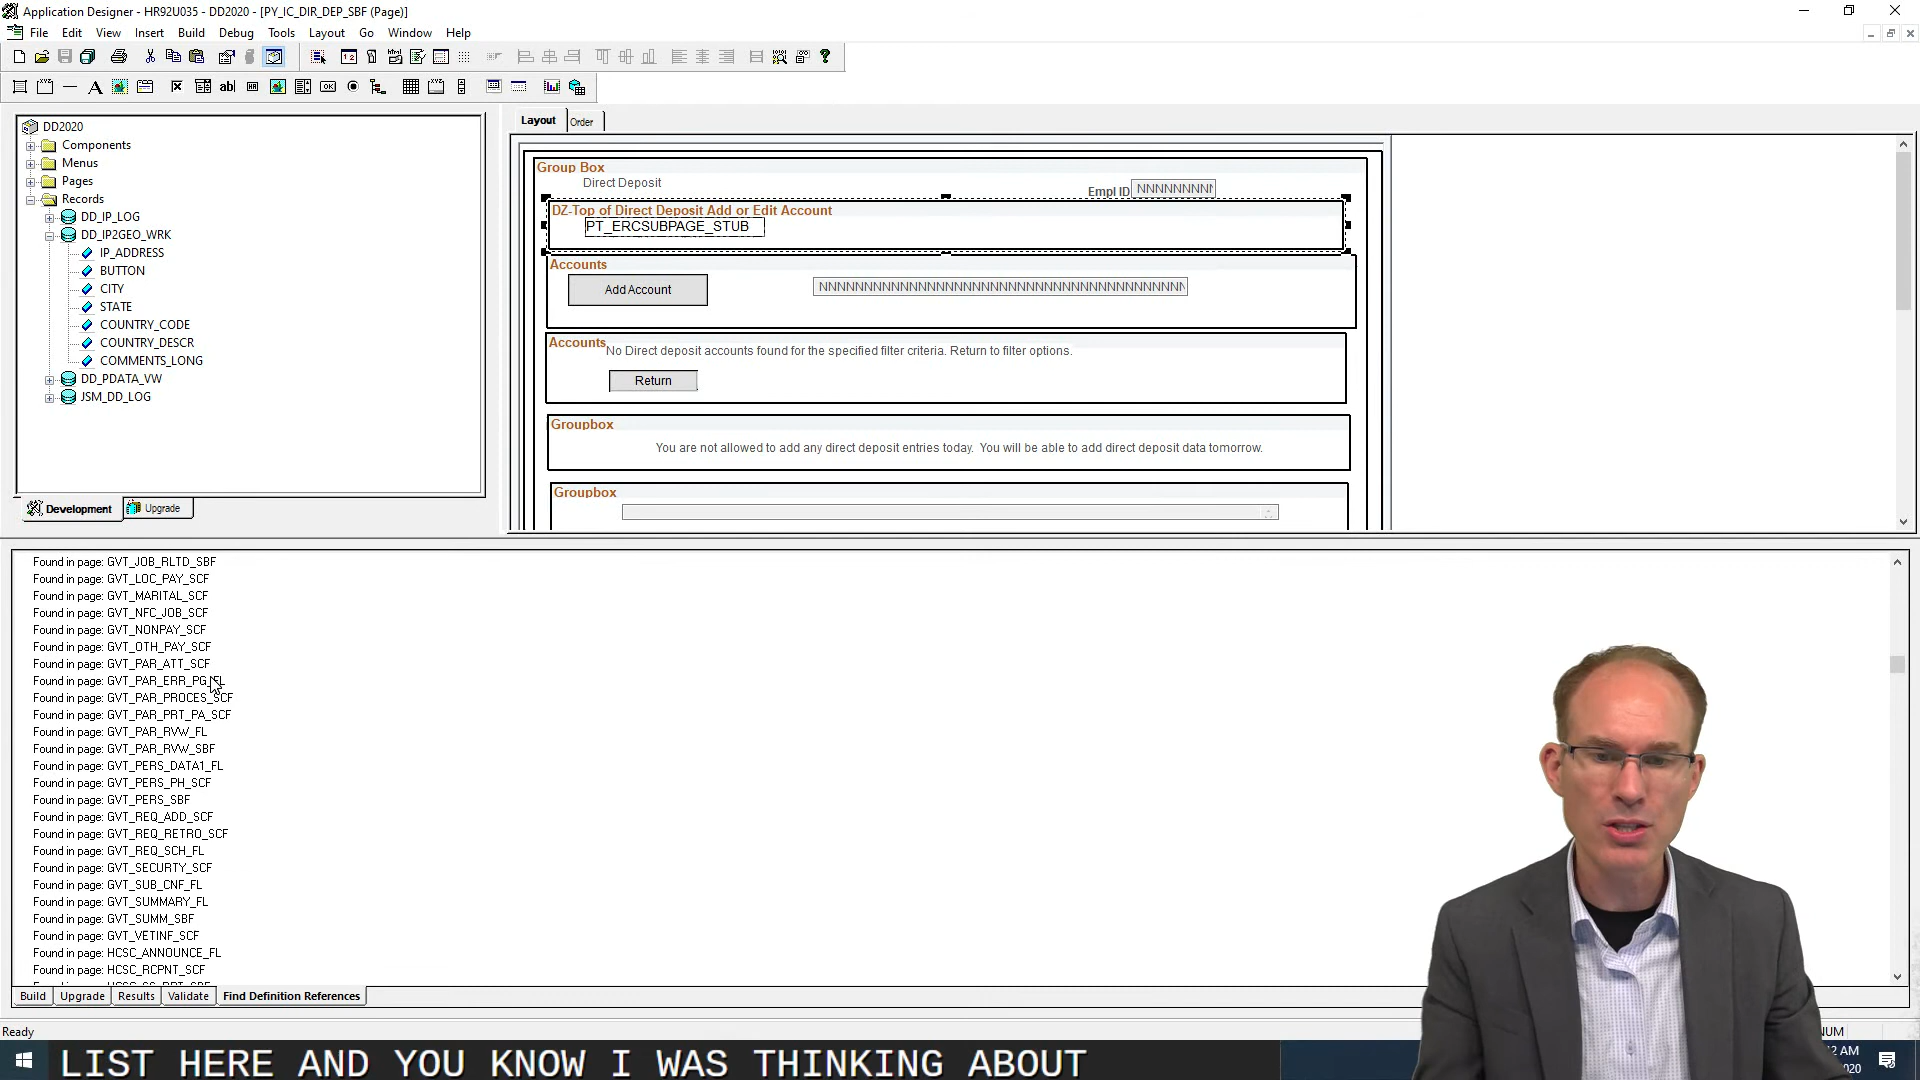 Application Designer - HR92U035 - DD2020 - [PY_IC_DIR_DEP_SBF (Page)]
File Edit View Insert Build Debug Tools Layout Go Window Help
DD2020
Components
Menus
Pages
Records
DD_IP_LOG
DD_IP2GEO_WRK
IP_ADDRESS
BUTTON
CITY
STATE
COUNTRY_CODE
COUNTRY_DESCR
COMMENTS_LONG
DD_PDATA_VW
JSM_DD_LOG
Development Upgrade
Layout Order
Group Box
Direct Deposit
Empl ID NNNNNNNNN
DZ-Top of Direct Deposit Add or Edit Account
PT_ERCSUBPAGE_STUB
Accounts
Add Account
Accounts
No Direct deposit accounts found for the specified filter criteria. Return to filter options.
Return
Groupbox
You are not allowed to add any direct deposit entries today. You will be able to add direct deposit data tomorrow.
Groupbox
Found in page: GVT_JOB_RLTD_SBF
Found in page: GVT_LOC_PAY_SCF
Found in page: GVT_MARITAL_SCF
Found in page: GVT_NFC_JOB_SCF
Found in page: GVT_NONPAY_SCF
Found in page: GVT_OTH_PAY_SCF
Found in page: GVT_PAR_ATT_SCF
Found in page: GVT_PAR_ERR_PG_FL
Found in page: GVT_PAR_PROCES_SCF
Found in page: GVT_PAR_PRT_PA_SCF
Found in page: GVT_PAR_RVW_FL
Found in page: GVT_PAR_RVW_SBF
Found in page: GVT_PERS_DATA1_FL
Found in page: GVT_PERS_PH_SCF
Found in page: GVT_PERS_SBF
Found in page: GVT_REQ_ADD_SCF
Found in page: GVT_REQ_RETRO_SCF
Found in page: GVT_REQ_SCH_FL
Found in page: GVT_SECURTY_SCF
Found in page: GVT_SUB_CNF_FL
Found in page: GVT_SUMMARY_FL
Found in page: GVT_SUMM_SBF
Found in page: GVT_VETINF_SCF
Found in page: HCSC_ANNOUNCE_FL
Found in page: HCSC_RCPNT_SCF
Build Upgrade Results Validate Find Definition References
Ready
NUM
LIST HERE AND YOU KNOW I WAS THINKING ABOUT
2 AM
020